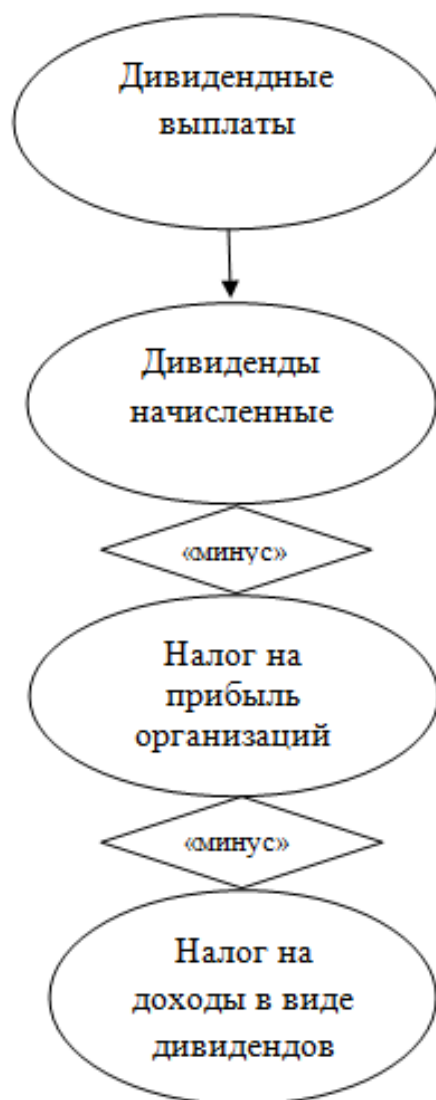 Дивидендные
выплаты
Дивиденды
начисленные
«минус»
Налог на
прибыль
организаций
«минус»
Налог на
доходы в виде
дивидендов